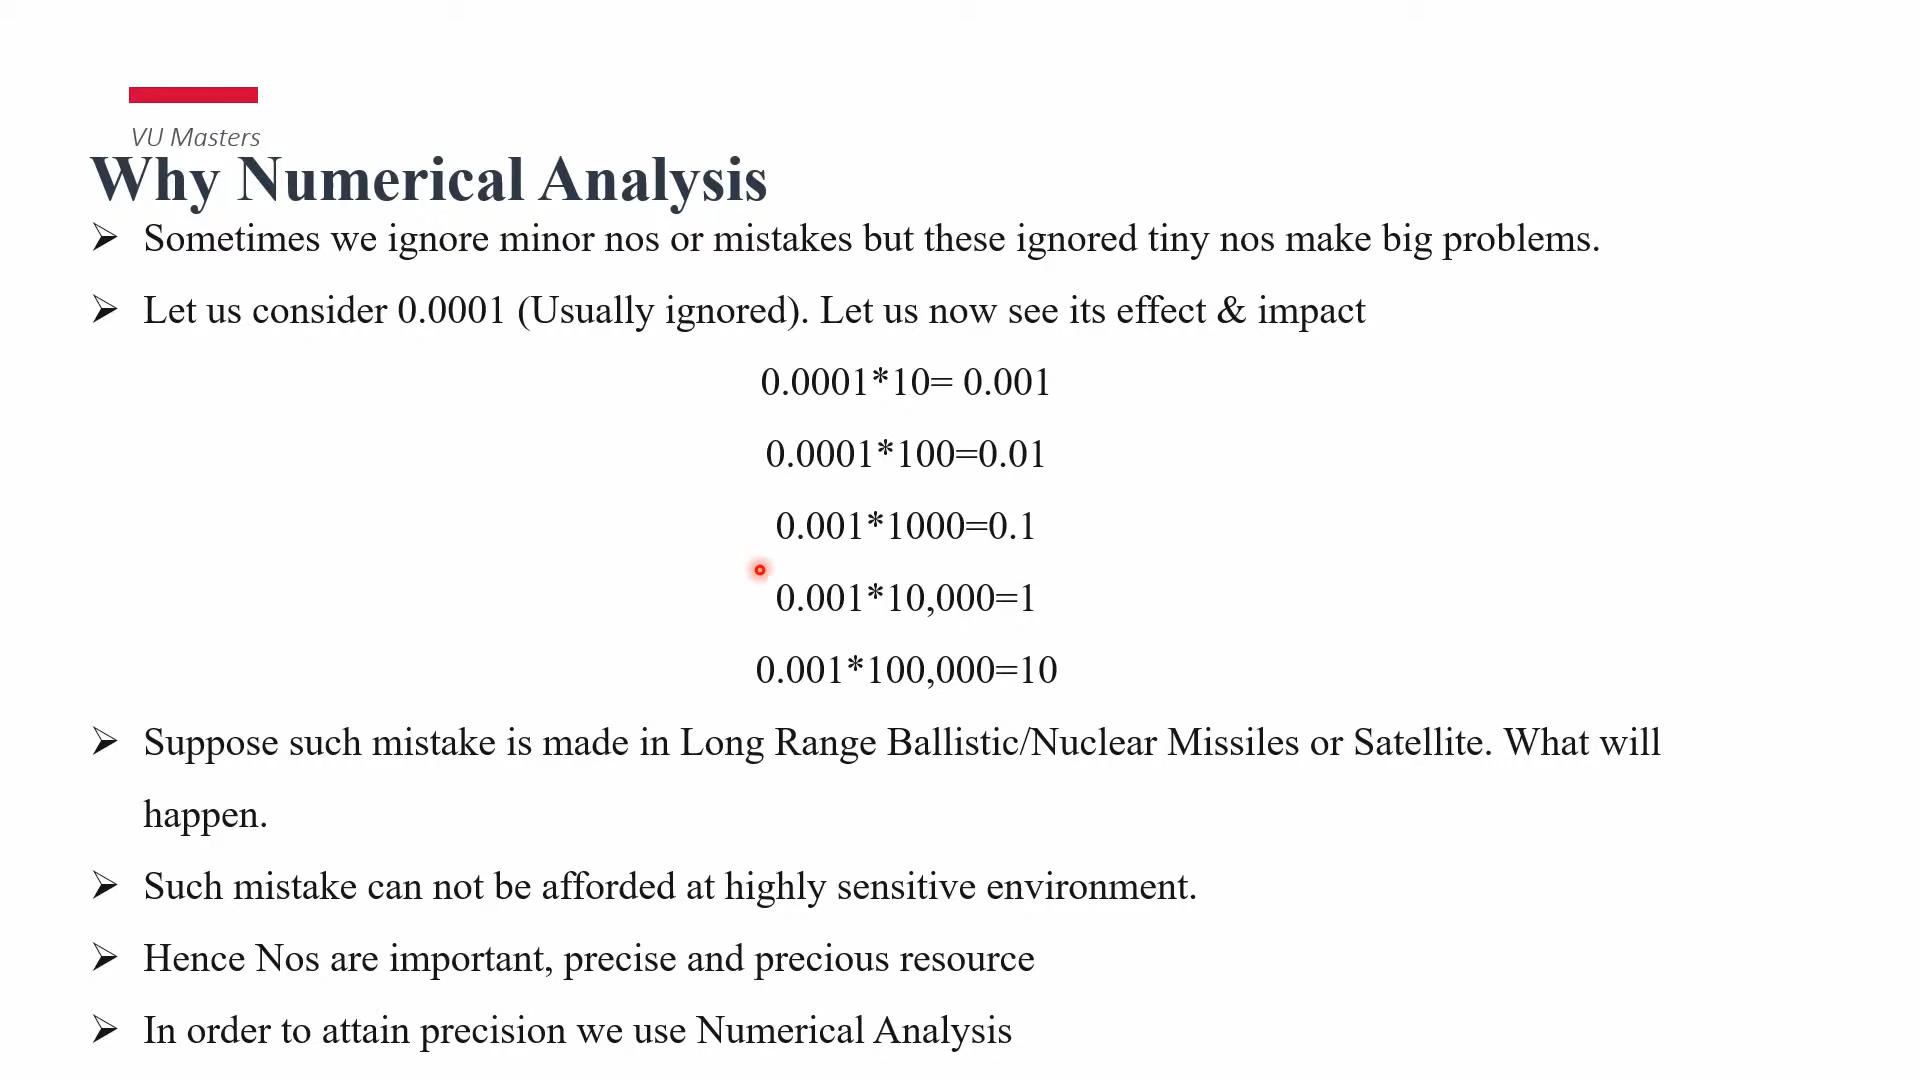 VU Masters
Why Numerical Analysis
➢ Sometimes we ignore minor nos or mistakes but these ignored tiny nos make big problems.
➢ Let us consider 0.0001 (Usually ignored). Let us now see its effect & impact
0.0001*10= 0.001
0.0001*100=0.01
0.001*1000=0.1
0.001*10,000=1
0.001*100,000=10
➢ Suppose such mistake is made in Long Range Ballistic/Nuclear Missiles or Satellite. What will
happen.
➢ Such mistake can not be afforded at highly sensitive environment.
➢ Hence Nos are important, precise and precious resource
➢ In order to attain precision we use Numerical Analysis